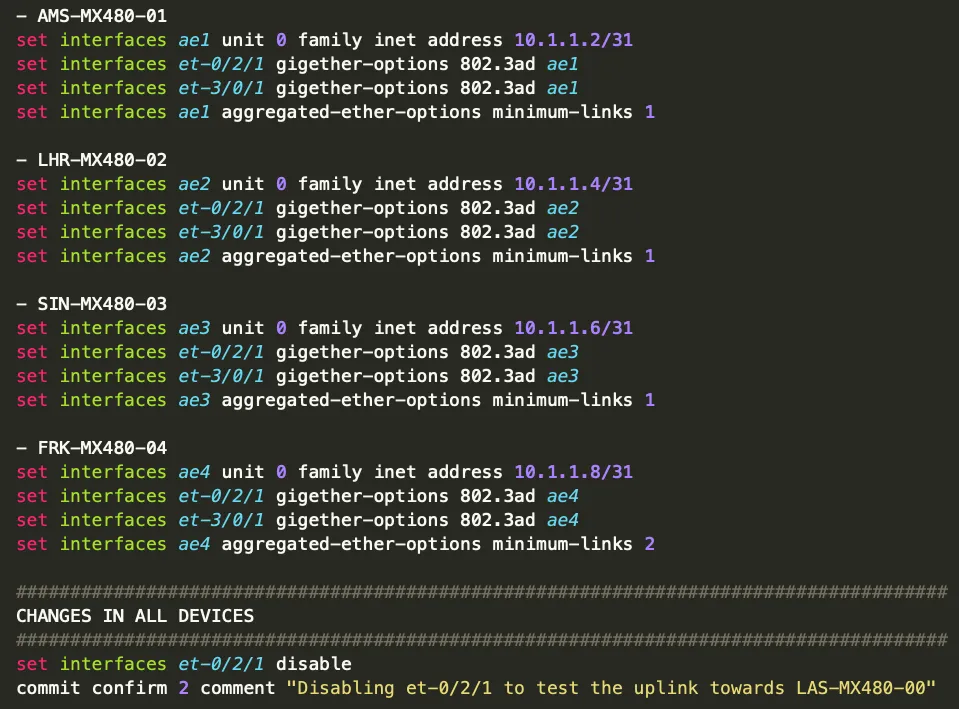 - AMS-MX480-01
set interfaces ae1 unit 0 family inet address 10.1.1.2/31
set interfaces et-0/2/1 gigether-options 802.3ad ae1
set interfaces et-3/0/1 gigether-options 802.3ad ae1
set interfaces ae1 aggregated-ether-options minimum-links 1

- LHR-MX480-02
set interfaces ae2 unit 0 family inet address 10.1.1.4/31
set interfaces et-0/2/1 gigether-options 802.3ad ae2
set interfaces et-3/0/1 gigether-options 802.3ad ae2
set interfaces ae2 aggregated-ether-options minimum-links 1

- SIN-MX480-03
set interfaces ae3 unit 0 family inet address 10.1.1.6/31
set interfaces et-0/2/1 gigether-options 802.3ad ae3
set interfaces et-3/0/1 gigether-options 802.3ad ae3
set interfaces ae3 aggregated-ether-options minimum-links 1

- FRK-MX480-04
set interfaces ae4 unit 0 family inet address 10.1.1.8/31
set interfaces et-0/2/1 gigether-options 802.3ad ae4
set interfaces et-3/0/1 gigether-options 802.3ad ae4
set interfaces ae4 aggregated-ether-options minimum-links 2

######################################################################################
CHANGES IN ALL DEVICES
######################################################################################
set interfaces et-0/2/1 disable
commit confirm 2 comment "Disabling et-0/2/1 to test the uplink towards LAS-MX480-00"